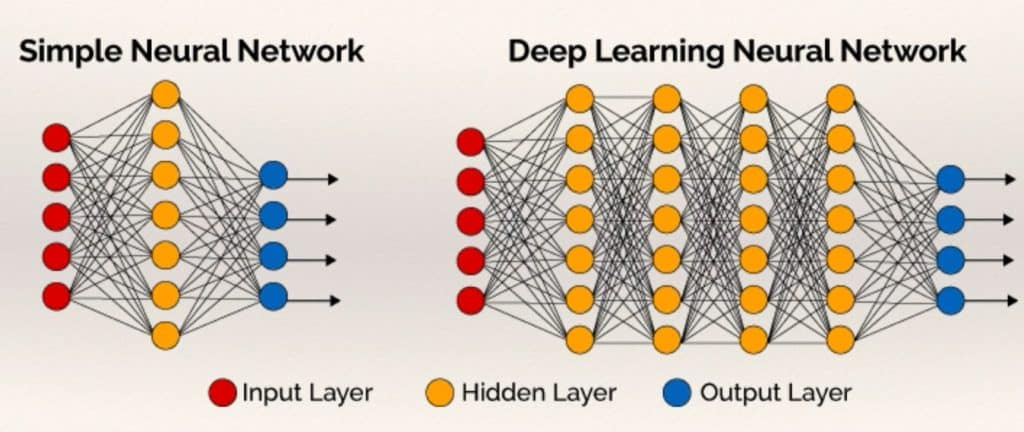 Simple Neural Network
Deep Learning Neural Network
Input Layer
Hidden Layer
Output Layer